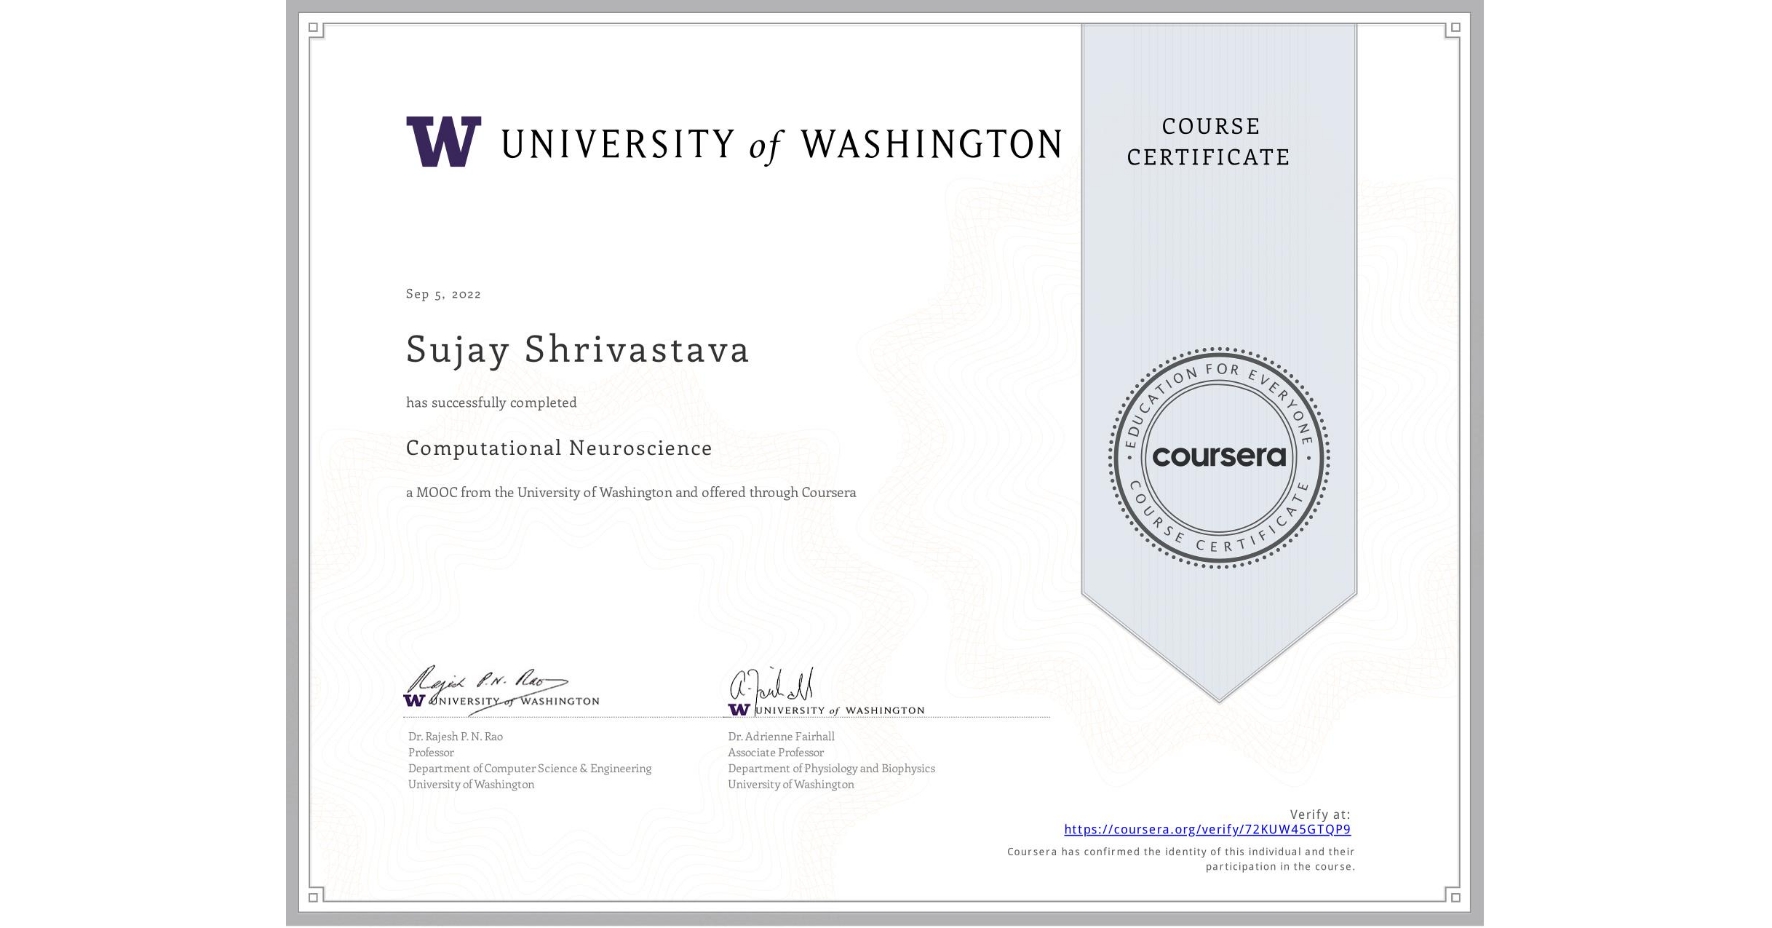 W UNIVERSITY of WASHINGTON
COURSE
CERTIFICATE
Sep 5, 2022
Sujay Shrivastava
has successfully completed
Computational Neuroscience
a MOOC from the University of Washington and offered through Coursera
EDUCATION FOR EVERYONE
coursera
COURSE CERTIFICATE
Rajesh P.N. Rao
W UNIVERSITY of WASHINGTON
Dr. Rajesh P. N. Rao
Professor
Department of Computer Science & Engineering
University of Washington
A. Fairhall
W UNIVERSITY of WASHINGTON
Dr. Adrienne Fairhall
Associate Professor
Department of Physiology and Biophysics
University of Washington
Verify at:
https://coursera.org/verify/72KUW45GTQP9
Coursera has confirmed the identity of this individual and their
participation in the course.